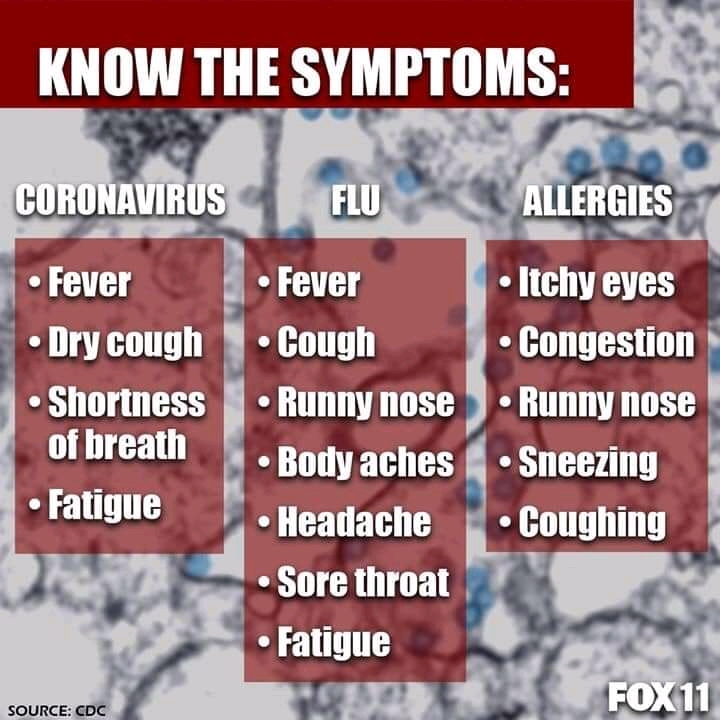 KNOW THE SYMPTOMS:
CORONAVIRUS
• Fever
• Dry cough
• Shortness
of breath
• Fatigue
FLU
• Fever
• Cough
• Runny nose
• Body aches
• Headache
• Sore throat
• Fatigue
ALLERGIES
• Itchy eyes
• Congestion
• Runny nose
• Sneezing
• Coughing
SOURCE: CDC
FOX 11